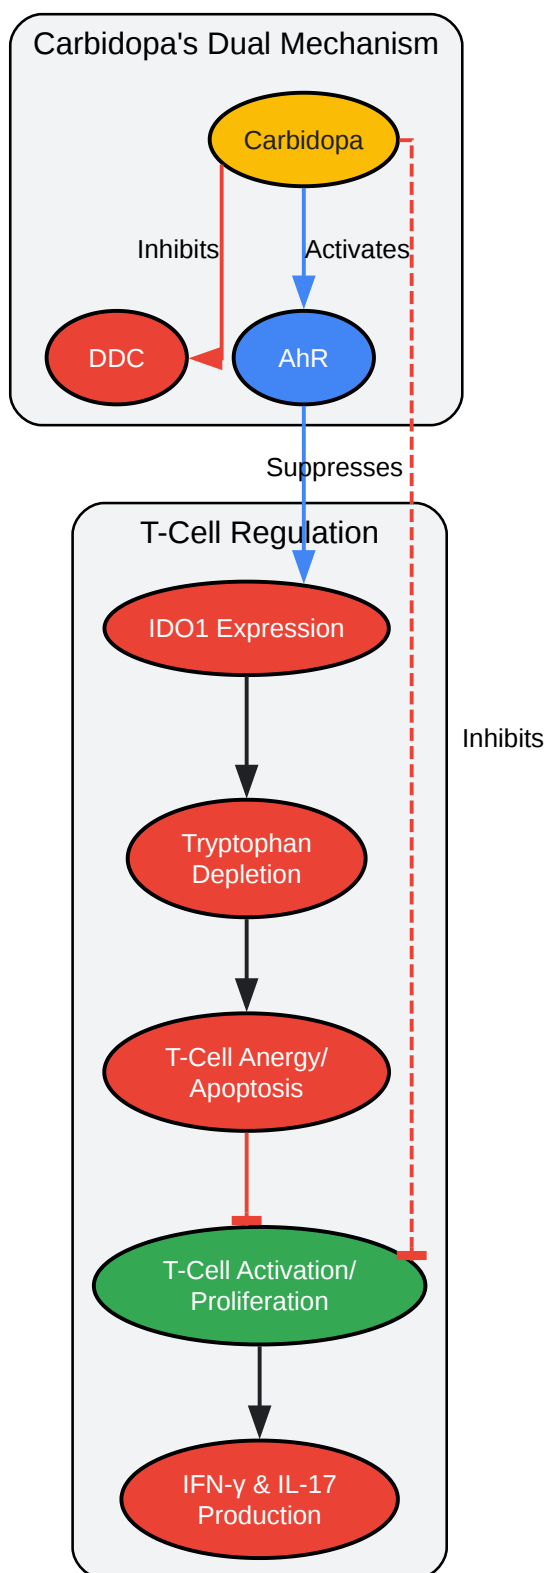 Carbidopa's Dual Mechanism
Carbidopa
Inhibits
Activates
DDC
AhR
Suppresses
T-Cell Regulation
IDO1 Expression
Inhibits
Tryptophan
Depletion
T-Cell Anergy/
Apoptosis
T-Cell Activation/
Proliferation
IFN-γ & IL-17
Production